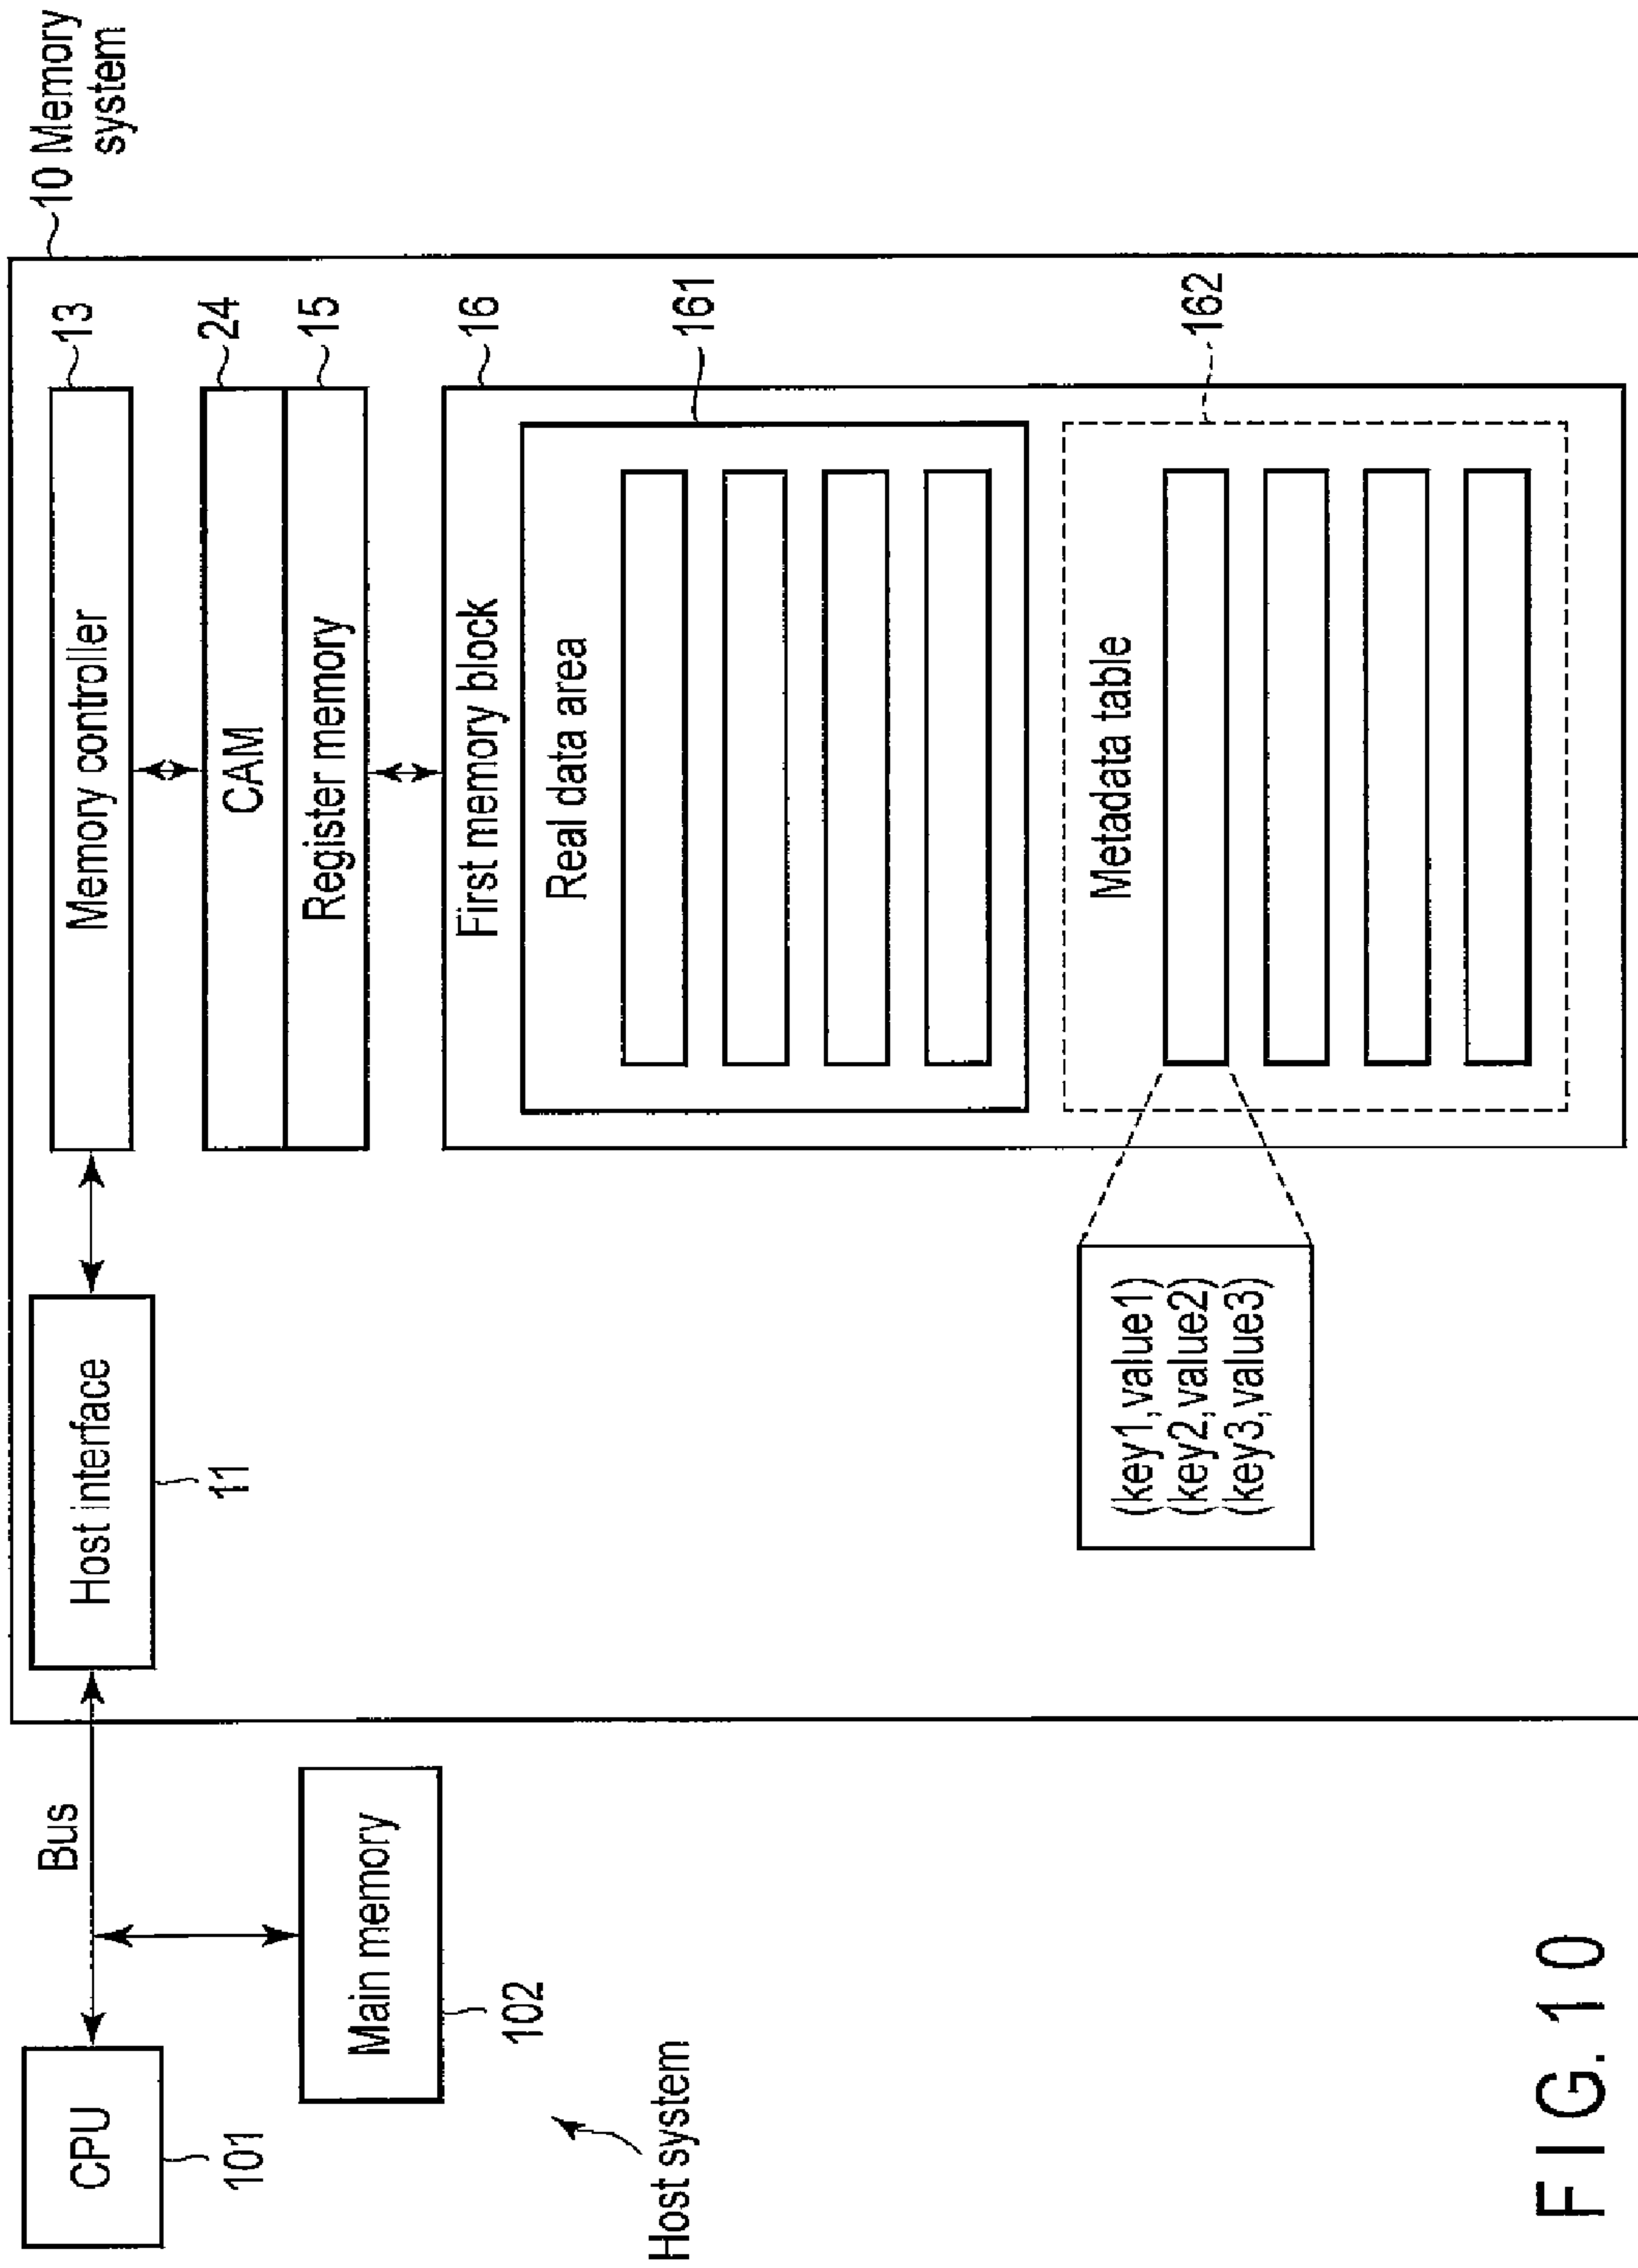 CPU
101
Bus
Main memory
102
Host system
10 Memory
system
Host interface
11
Memory controller
13
CAM
24
Register memory
15
First memory block
16
Real data area
161
Metadata table
162
(key1,value1)
(key2,value2)
(key3,value3)
FIG. 10